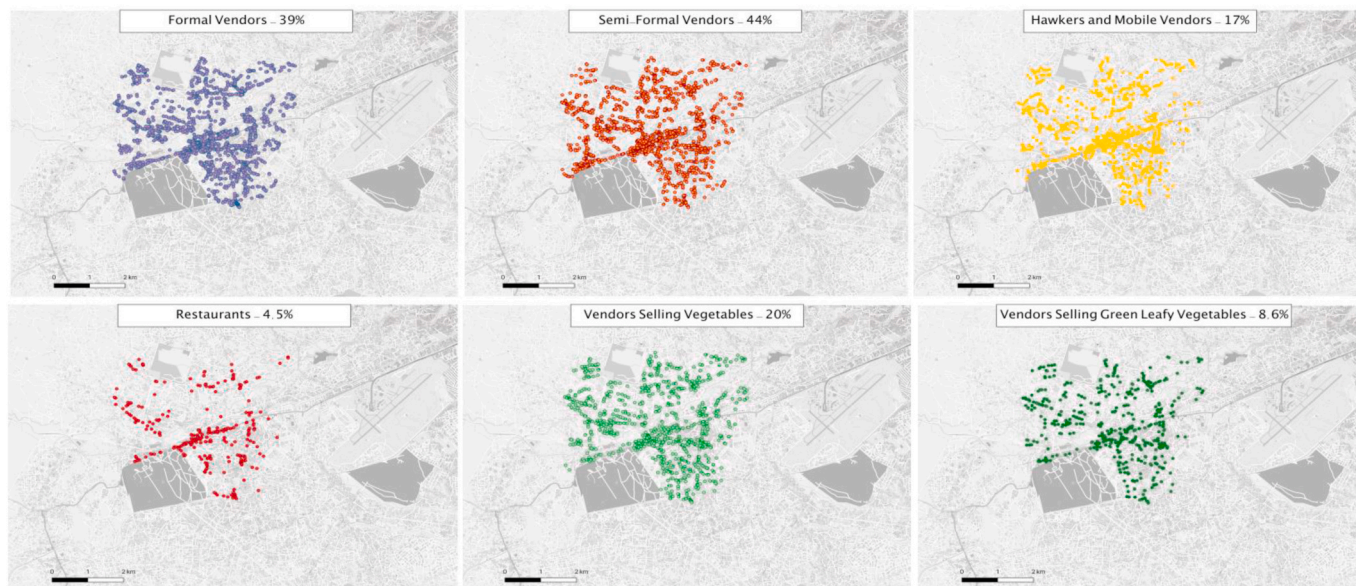 Formal Vendors – 39%
Semi-Formal Vendors – 44%
Hawkers and Mobile Vendors – 17%
0 1 2 km
0 1 2 km
0 1 2 km
Restaurants – 4.5%
Vendors Selling Vegetables – 20%
Vendors Selling Green Leafy Vegetables – 8.6%
0 1 2 km
0 1 2 km
0 1 2 km